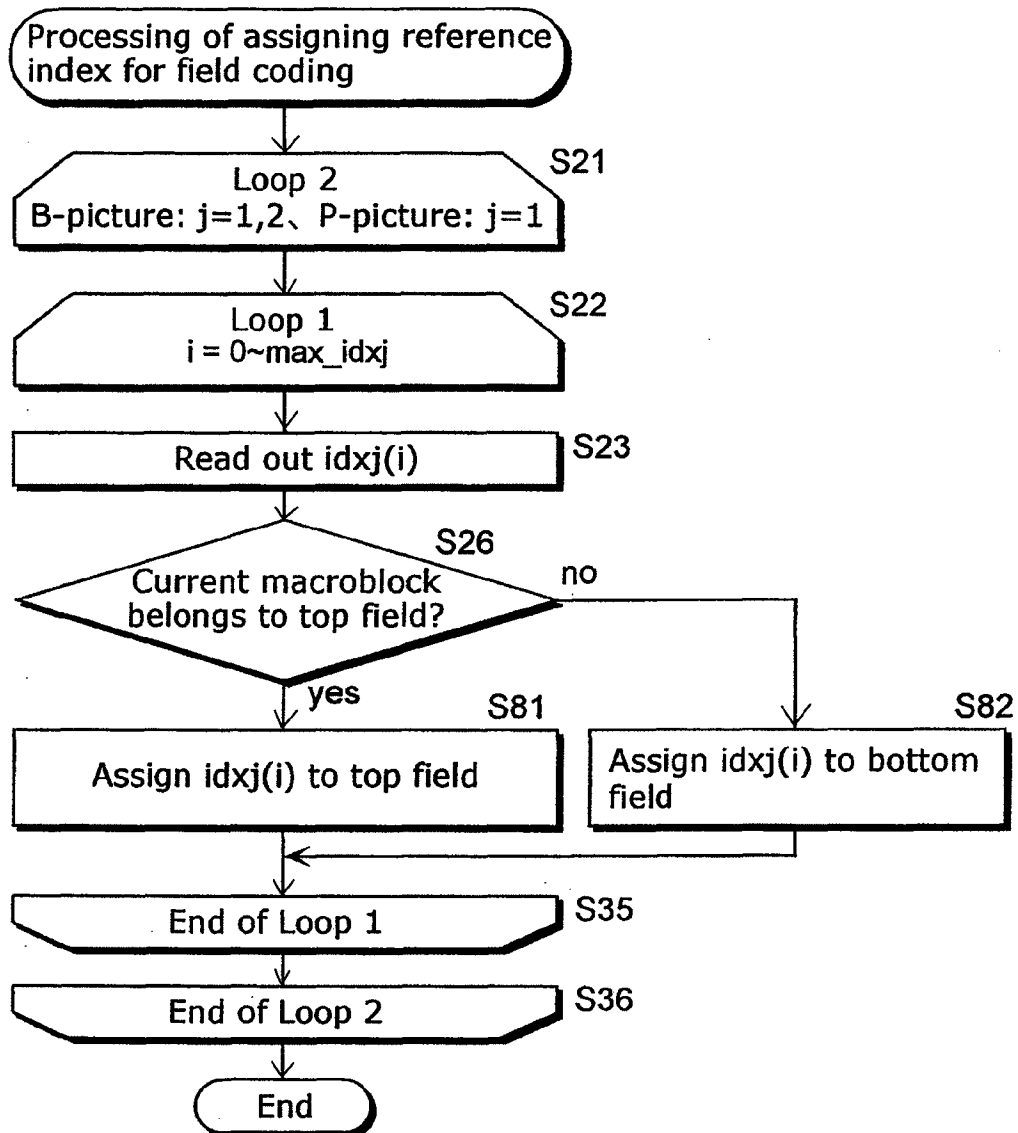 Processing of assigning reference
index for field coding
S21
Loop 2
B-picture: j=1,2、P-picture: j=1
S22
Loop 1
i = 0~max_idxj
Read out idxj(i)
S23
S26
Current macroblock
belongs to top field?
no
yes
S81
Assign idxj(i) to top field
S82
Assign idxj(i) to bottom
field
End of Loop 1
S35
End of Loop 2
S36
End